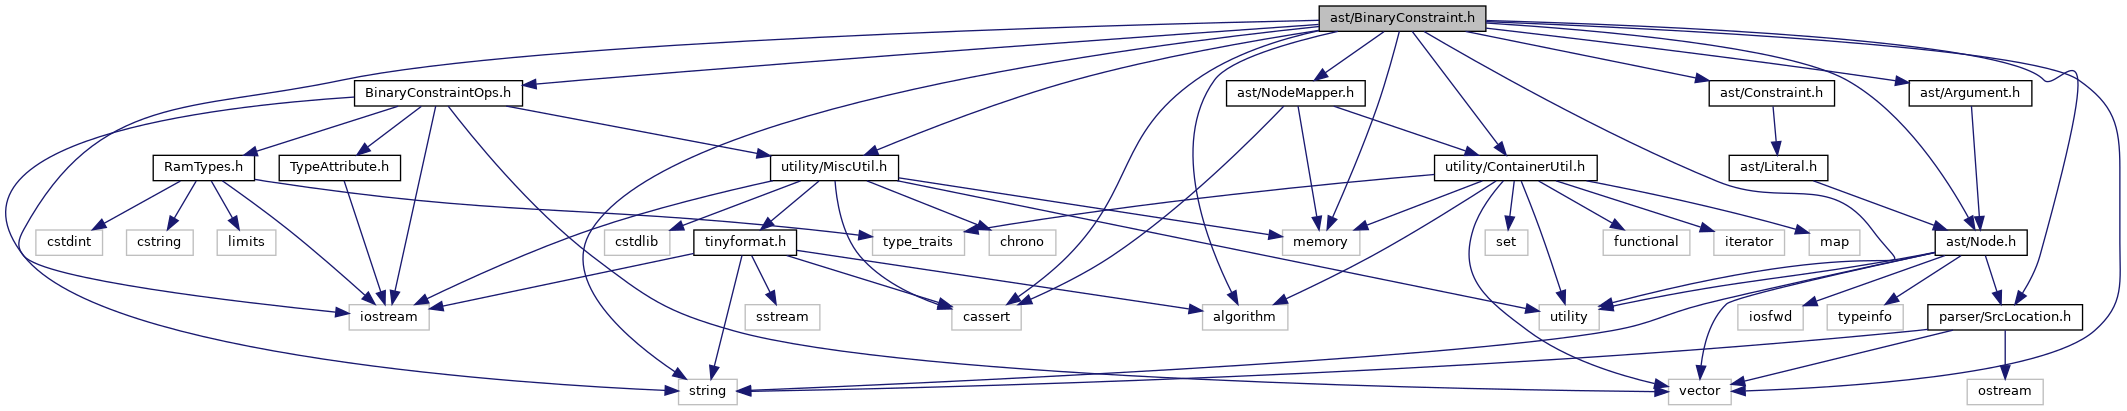 ast/BinaryConstraint.h
BinaryConstraintOps.h
ast/NodeMapper.h
ast/Constraint.h
ast/Argument.h
RamTypes.h
TypeAttribute.h
utility/MiscUtil.h
utility/ContainerUtil.h
ast/Literal.h
cstdint
cstring
limits
cstdlib
tinyformat.h
type_traits
chrono
memory
set
functional
iterator
map
ast/Node.h
iostream
sstream
cassert
algorithm
utility
iosfwd
typeinfo
parser/SrcLocation.h
string
vector
ostream